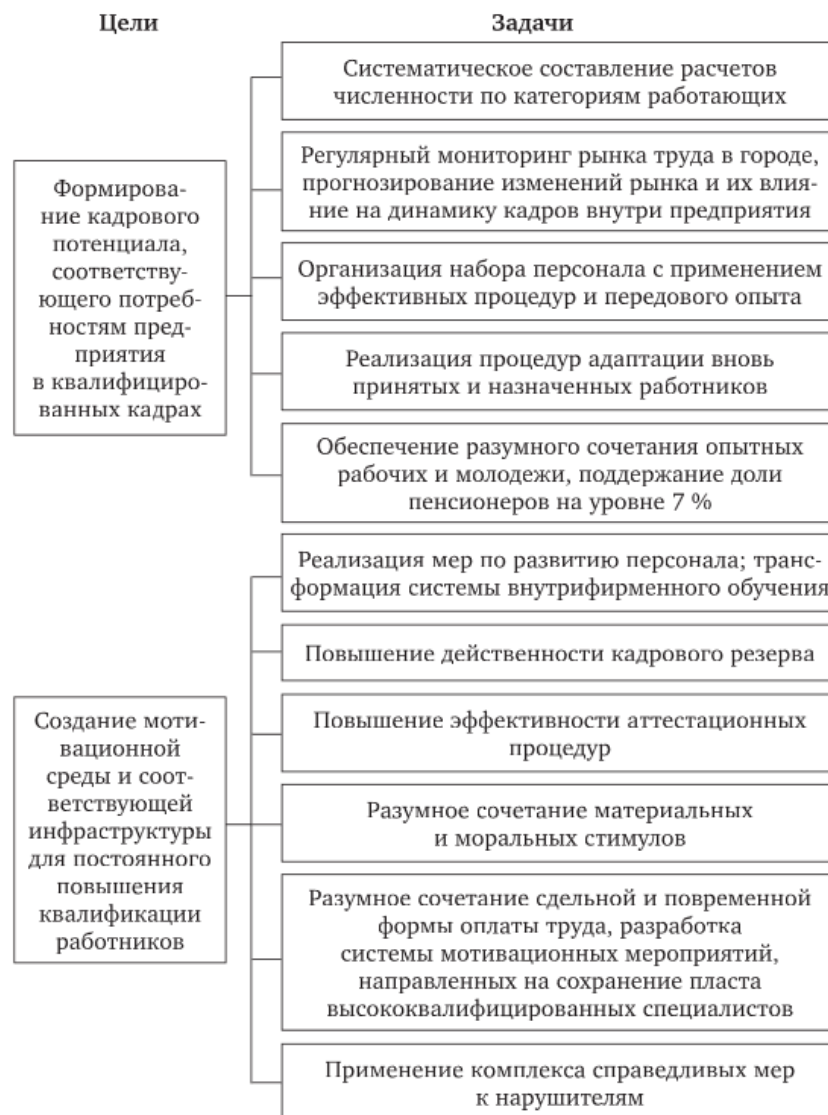 Цели
Задачи
Формирова-
ние кадрового
потенциала,
соответству-
ющего потреб-
ностям пред-
приятия
в квалифициро-
ванных кадрах
Систематическое составление расчетов
численности по категориям работающих
Регулярный мониторинг рынка труда в городе,
прогнозирование изменений рынка и их влия-
ние на динамику кадров внутри предприятия
Организация набора персонала с применением
эффективных процедур и передового опыта
Реализация процедур адаптации вновь
принятых и назначенных работников
Обеспечение разумного сочетания опытных
рабочих и молодежи, поддержание доли
пенсионеров на уровне 7 %
Создание моти-
вационной
среды и соот-
ветствующей
инфраструктуры
для постоянного
повышения
квалификации
работников
Реализация мер по развитию персонала; транс-
формация системы внутрифирменного обучения
Повышение действенности кадрового резерва
Повышение эффективности аттестационных
процедур
Разумное сочетание материальных
и моральных стимулов
Разумное сочетание сдельной и повременной
формы оплаты труда, разработка
системы мотивационных мероприятий,
направленных на сохранение пласта
высококвалифицированных специалистов
Применение комплекса справедливых мер
к нарушителям